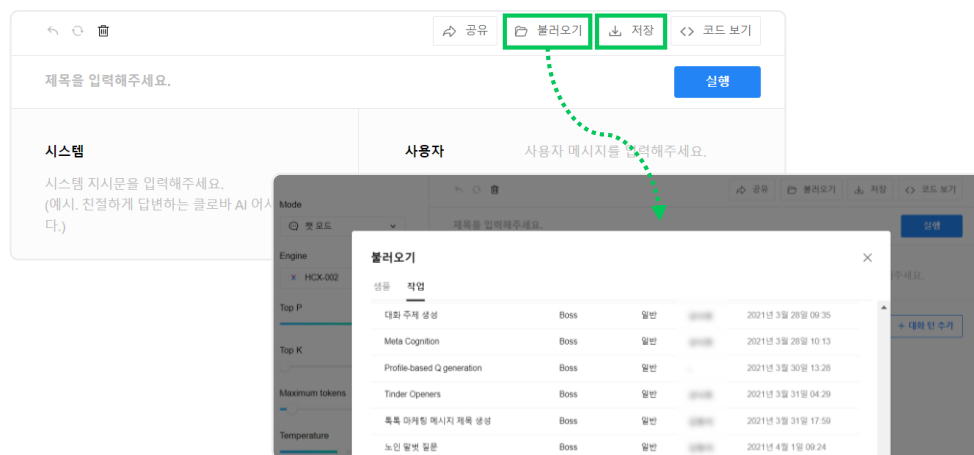 공유
불러오기
저장
코드 보기
제목을 입력해주세요.
실행
시스템
사용자
사용자 메시지를 입력해주세요.
시스템 지시문을 입력해주세요.
(예시. 친절하게 답변하는 클로바 AI 어시
다.)
공유
불러오기
저장
코드 보기
Mode
챗 모드
제목을 입력해주세요.
실행
Engine
HCX-002
Top P
Top K
Maximum tokens
Temperature
주세요.
+ 대화 턴 추가
불러오기
샘플 작업
대화 주제 생성 Boss 일반 2021년 3월 28일 09:35
Meta Cognition Boss 일반 2021년 3월 28일 10:13
Profile-based Q generation Boss 일반 2021년 3월 30일 13:28
Tinder Openers Boss 일반 2021년 3월 31일 04:29
톡톡 마케팅 메시지 제목 생성 Boss 일반 2021년 3월 31일 17:59
노인 말벗 질문 Boss 일반 2021년 4월 1일 09:24